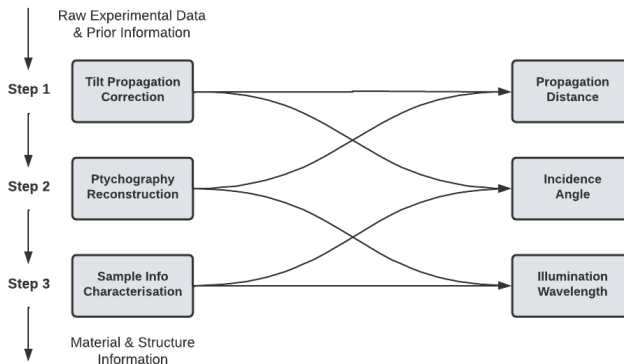 Raw Experimental Data
& Prior Information
Step 1
Tilt Propagation
Correction
Propagation
Distance
Step 2
Ptychography
Reconstruction
Incidence
Angle
Step 3
Sample Info
Characterisation
Illumination
Wavelength
Material & Structure
Information